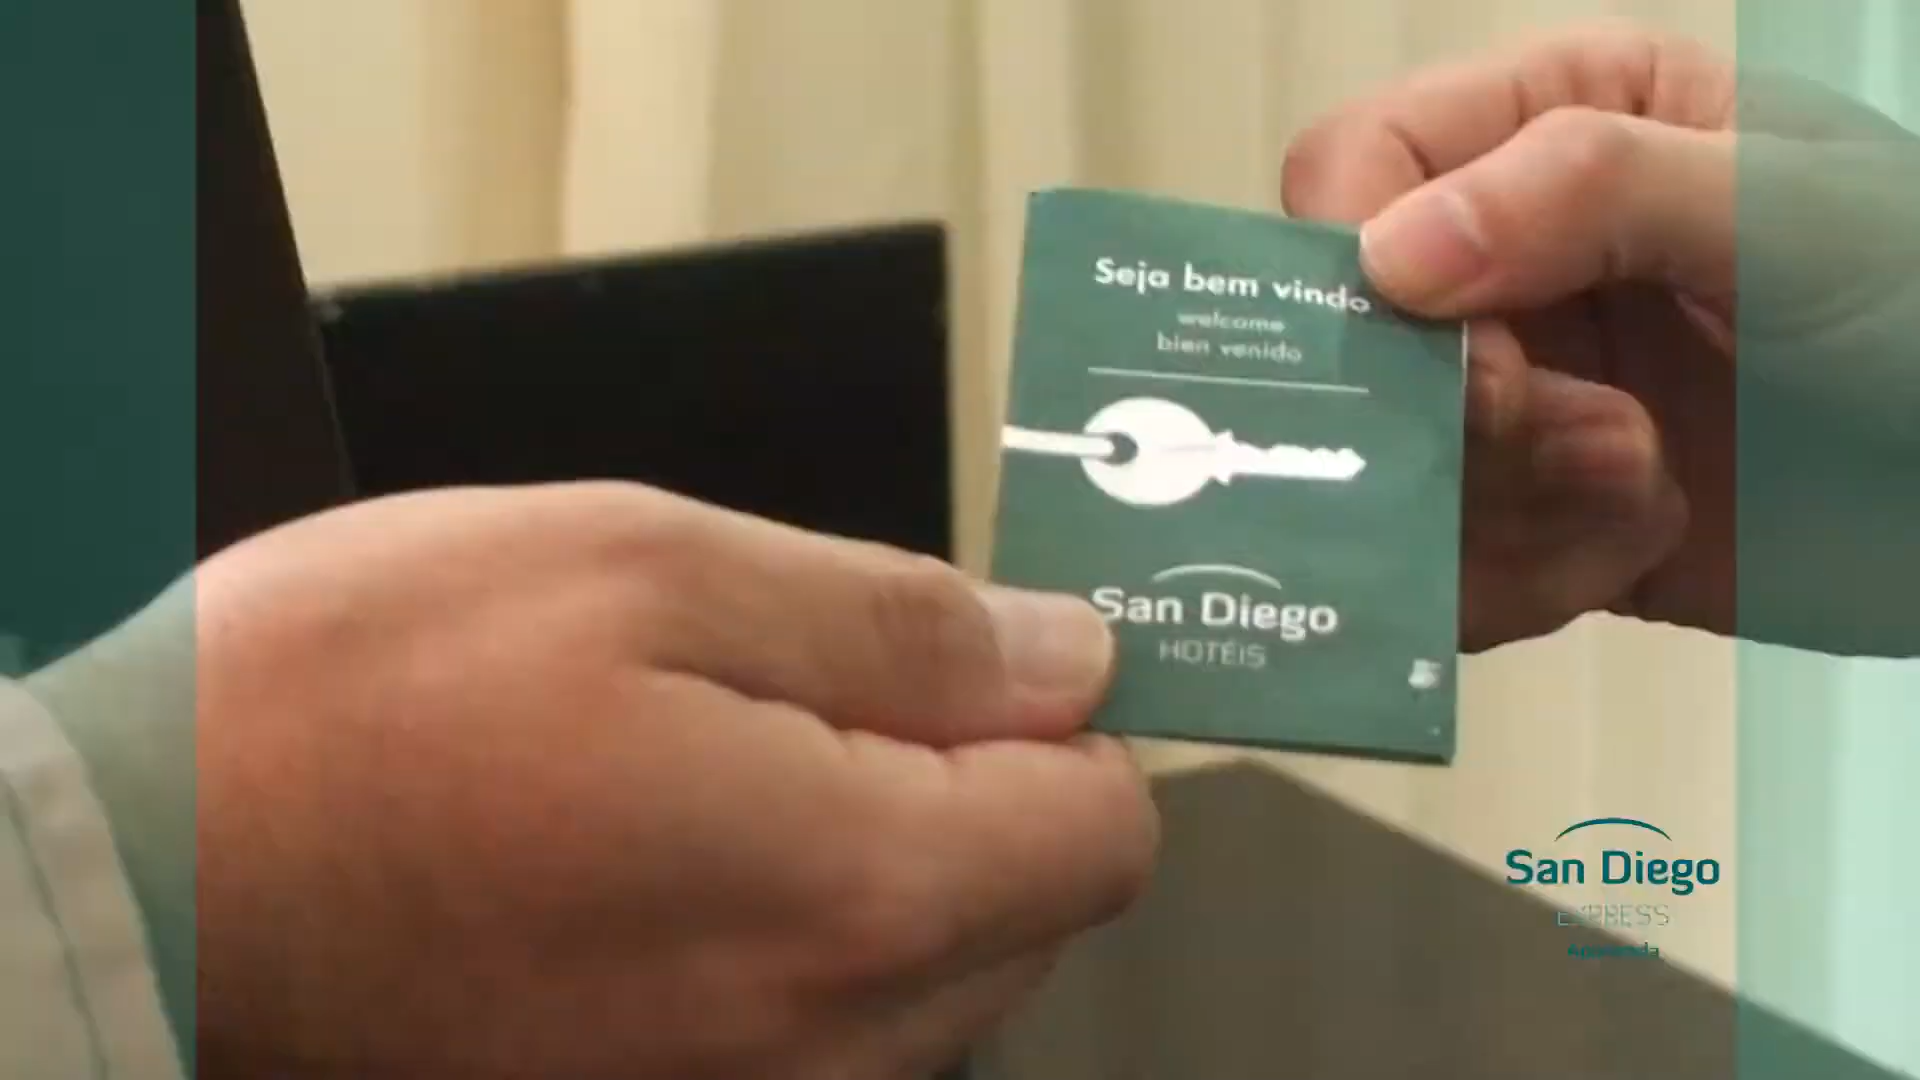 Seja bem vindo
welcome
bien venido
San Diego
HOTÉIS
San Diego
EXPRESS